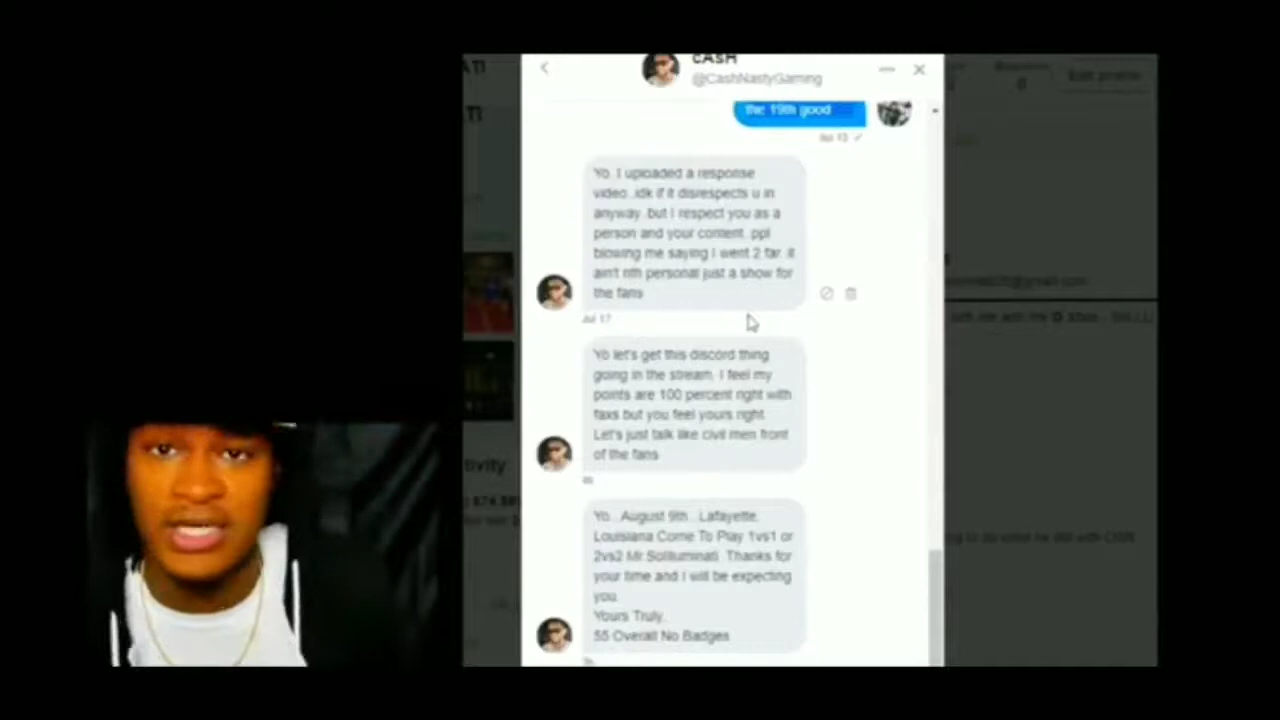 cAsH
@CashNastyGaming
Edit profile
the 19th good
Jul 15
Yo. I uploaded a response
video..idk if it disrespects u in
anyway..but I respect you as a
person and your content. ppl
blowing me saying I went 2 far. it
ain't nth personal just a show for
the fans
Jul 17
Yo let's get this discord thing
going in the stream. I feel my
points are 100 percent right with
faxs but you feel yours right.
Let's just talk like civil men front
of the fans
Yo.. August 9th.. Lafayette,
Louisiana Come To Play 1vs1 or
2vs2 Mr Solilluminati. Thanks for
your time and I will be expecting
you.
Yours Truly,
55 Overall No Badges